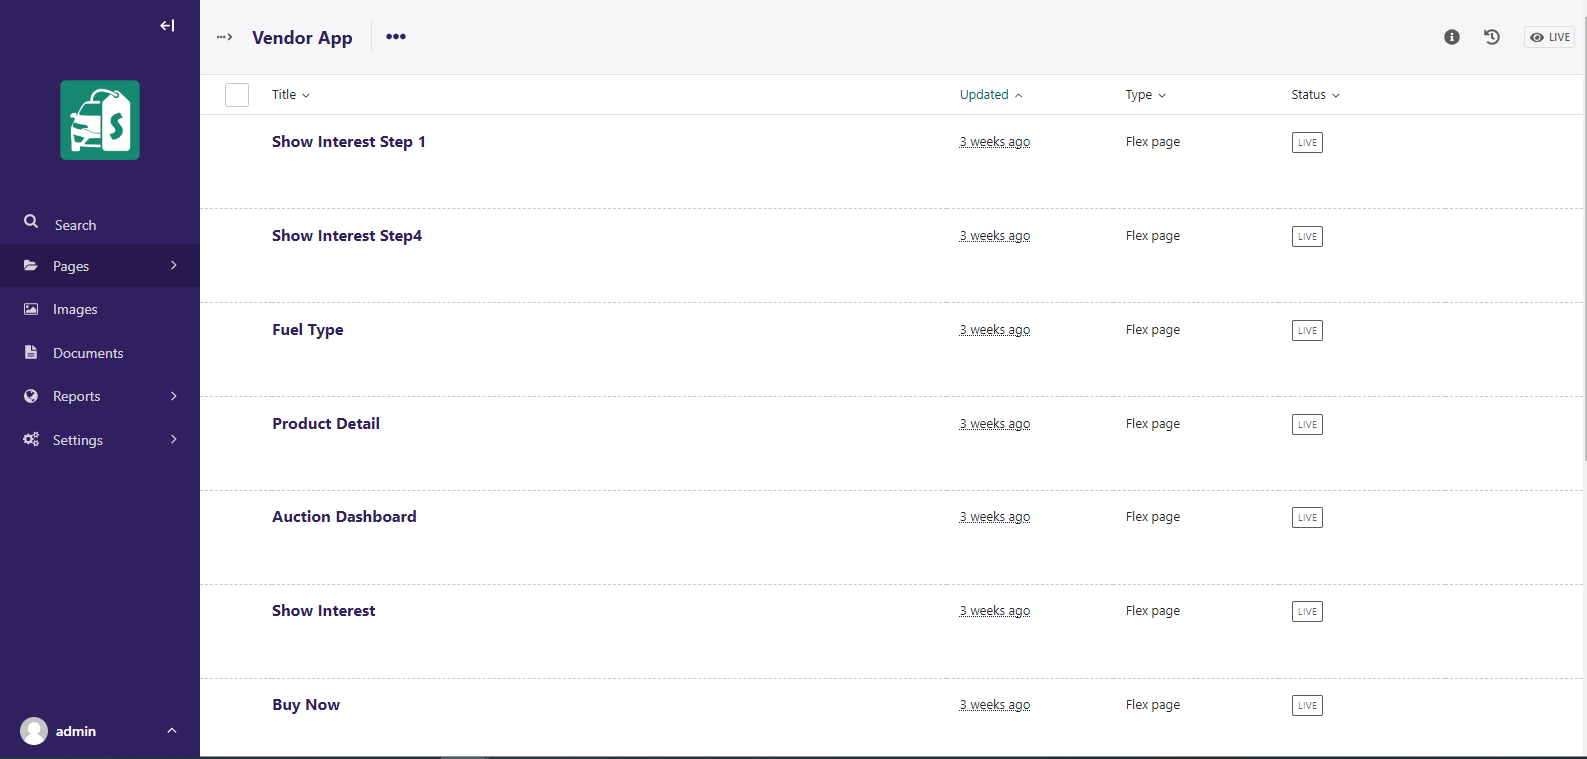 Vendor App
LIVE
Title Updated Type Status
Show Interest Step 1 3 weeks ago Flex page LIVE
Show Interest Step4 3 weeks ago Flex page LIVE
Fuel Type 3 weeks ago Flex page LIVE
Product Detail 3 weeks ago Flex page LIVE
Auction Dashboard 3 weeks ago Flex page LIVE
Show Interest 3 weeks ago Flex page LIVE
Buy Now 3 weeks ago Flex page LIVE
S
Search
Pages
Images
Documents
Reports
Settings
admin